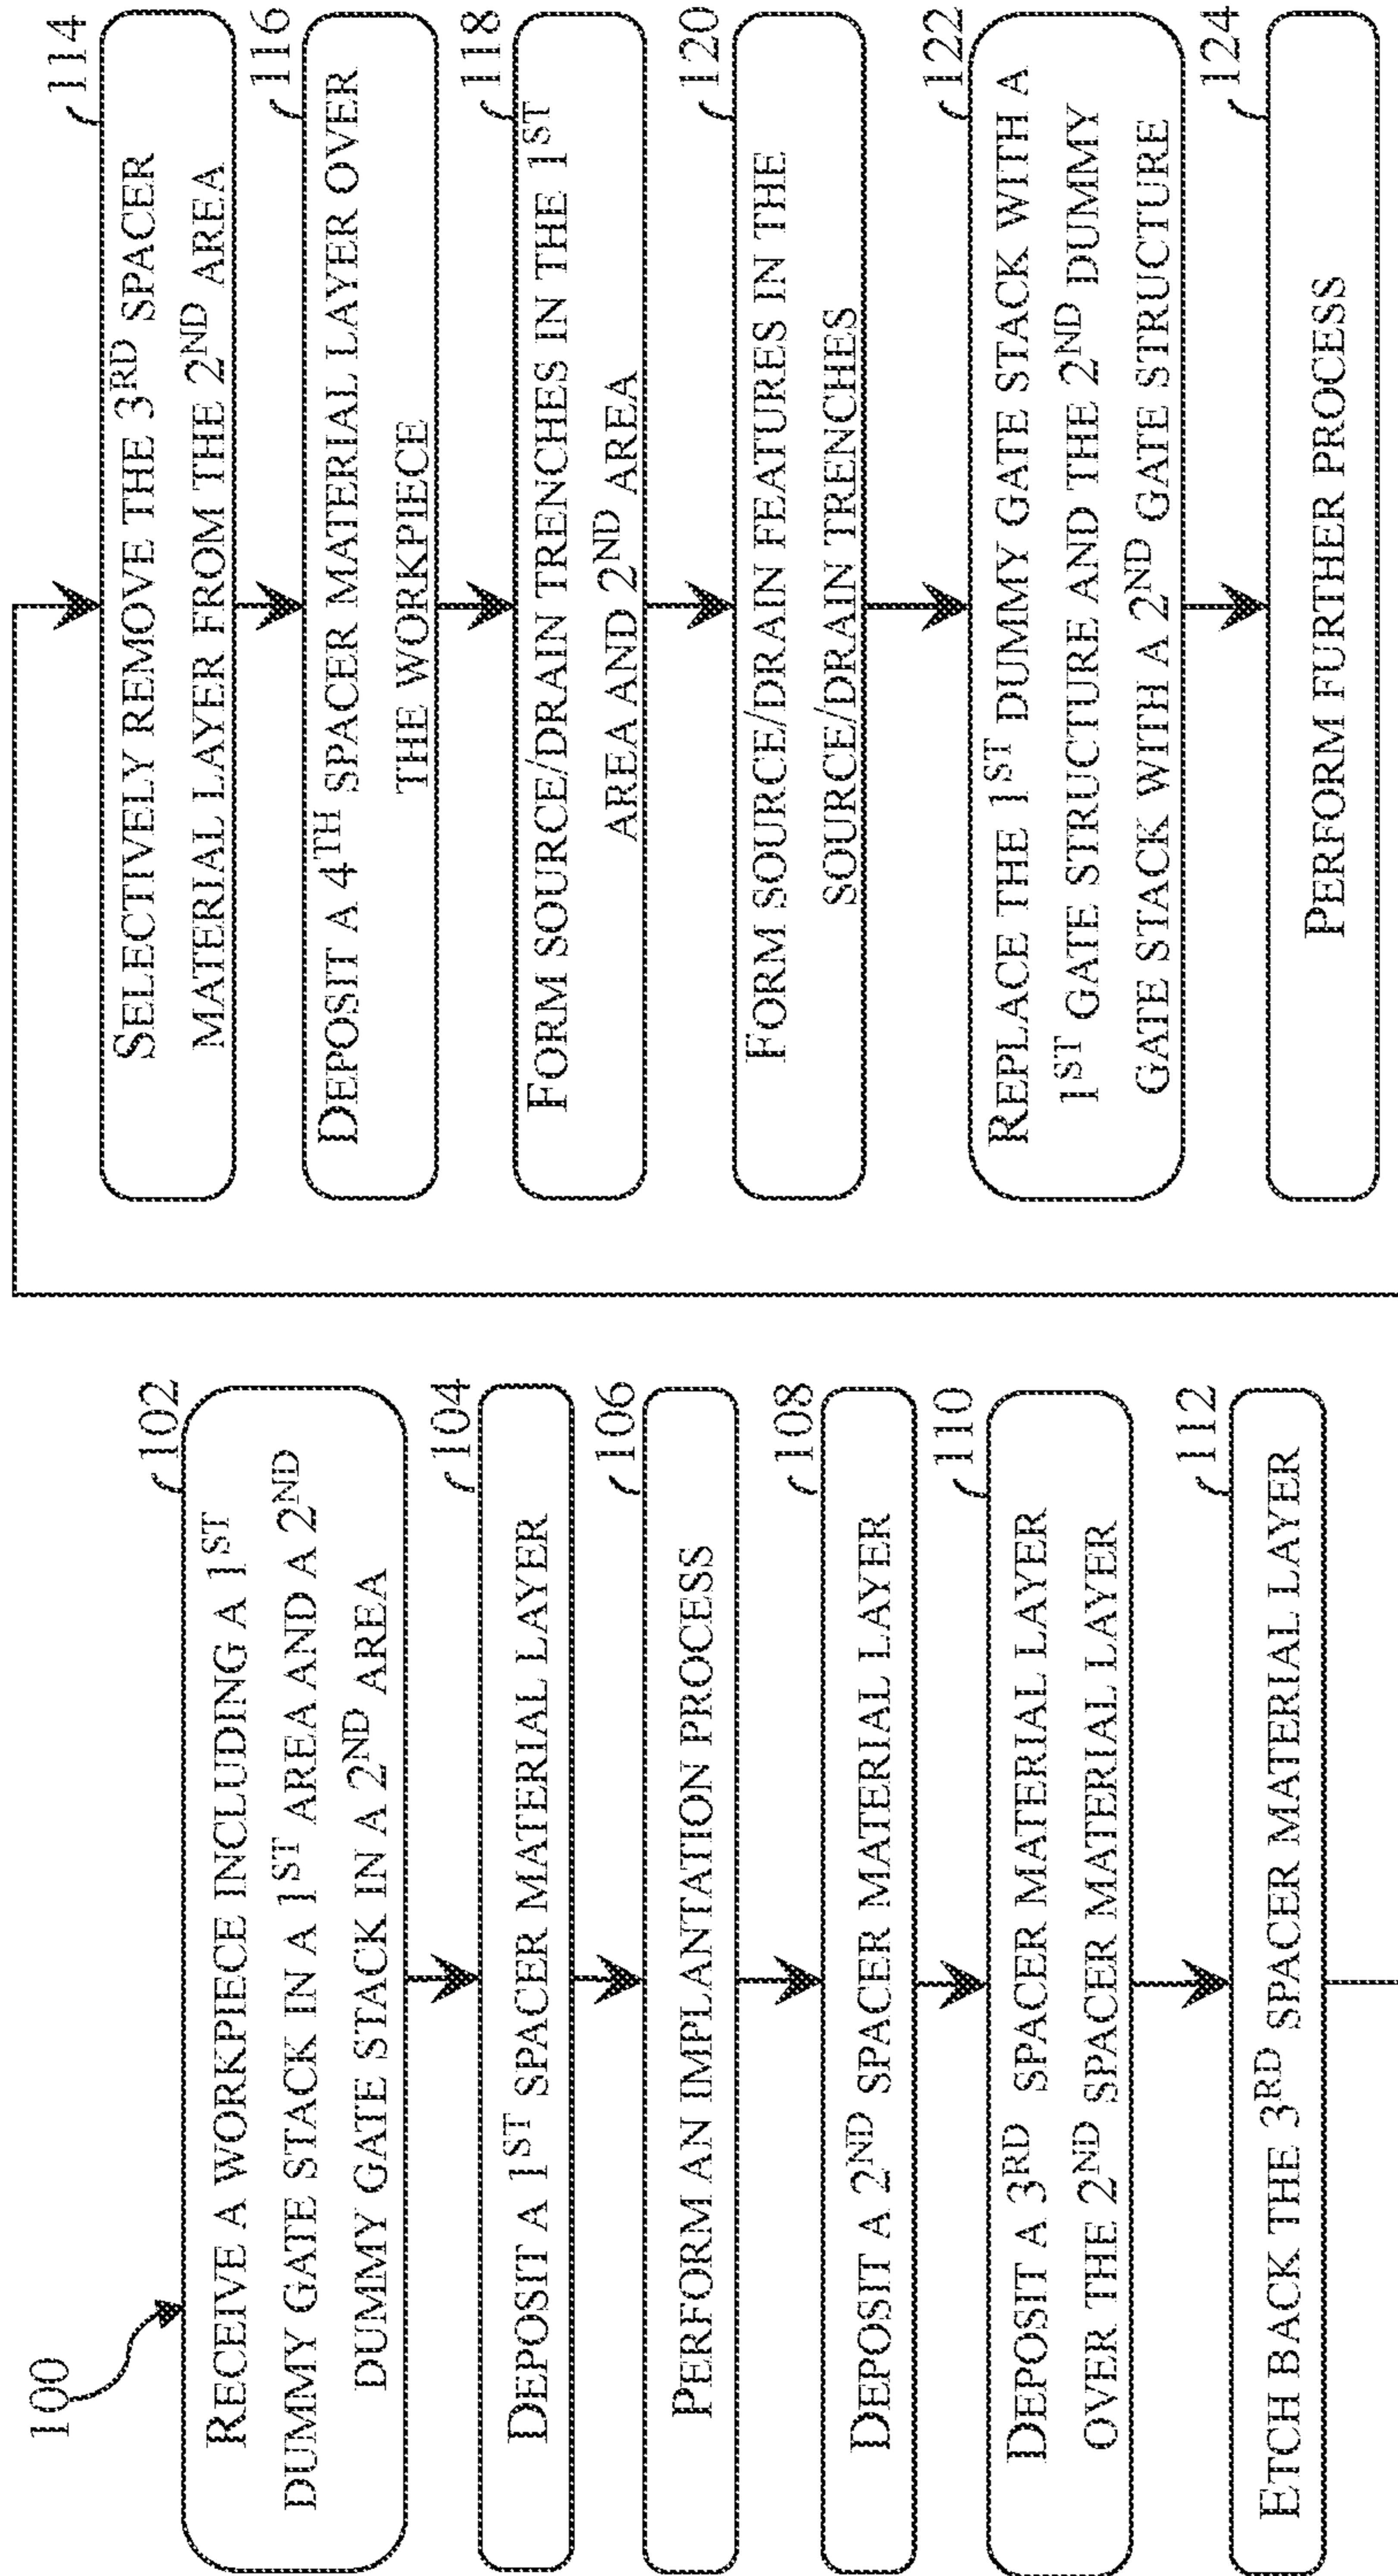 100
102
RECEIVE A WORKPIECE INCLUDING A 1ST
DUMMY GATE STACK IN A 1ST AREA AND A 2ND
DUMMY GATE STACK IN A 2ND AREA
104
DEPOSIT A 1ST SPACER MATERIAL LAYER
106
PERFORM AN IMPLANTATION PROCESS
108
DEPOSIT A 2ND SPACER MATERIAL LAYER
110
DEPOSIT A 3RD SPACER MATERIAL LAYER
OVER THE 2ND SPACER MATERIAL LAYER
112
ETCH BACK THE 3RD SPACER MATERIAL LAYER
114
SELECTIVELY REMOVE THE 3RD SPACER
MATERIAL LAYER FROM THE 2ND AREA
116
DEPOSIT A 4TH SPACER MATERIAL LAYER OVER
THE WORKPIECE
118
FORM SOURCE/DRAIN TRENCHES IN THE 1ST
AREA AND 2ND AREA
120
FORM SOURCE/DRAIN FEATURES IN THE
SOURCE/DRAIN TRENCHES
122
REPLACE THE 1ST DUMMY GATE STACK WITH A
1ST GATE STRUCTURE AND THE 2ND DUMMY
GATE STACK WITH A 2ND GATE STRUCTURE
124
PERFORM FURTHER PROCESS